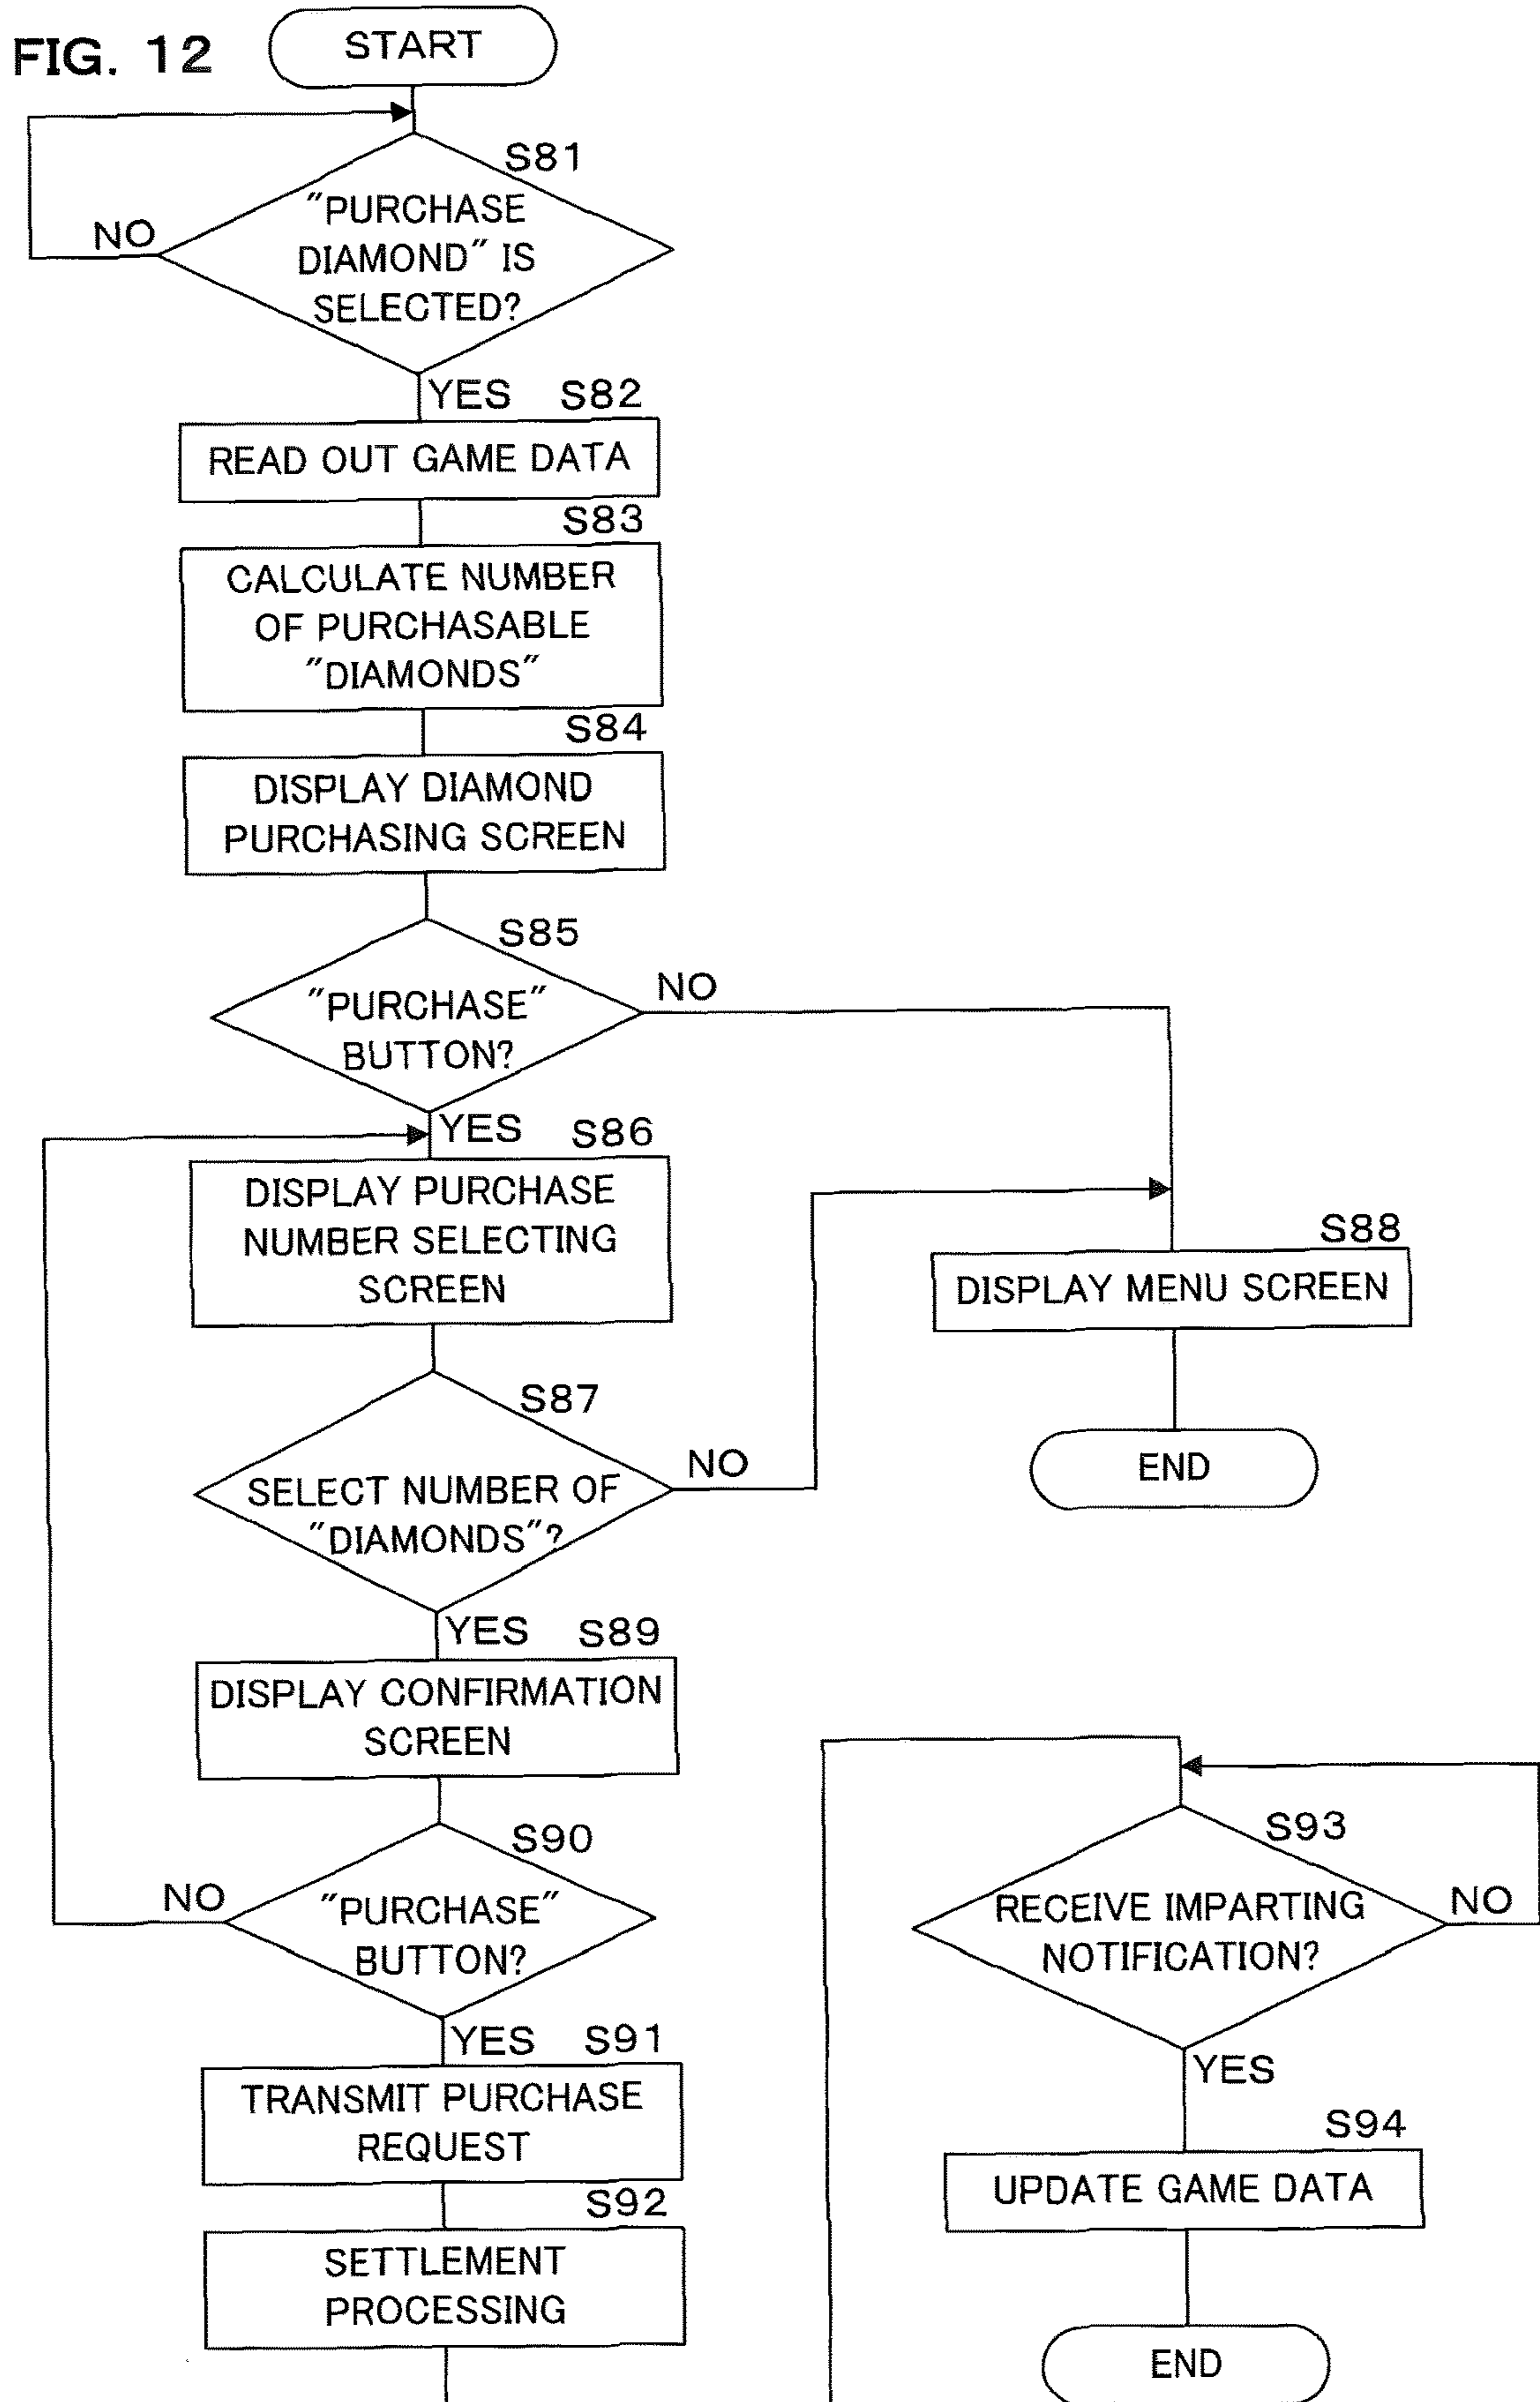 FIG. 12
START
S81
"PURCHASE
DIAMOND" IS
SELECTED?
NO
YES
S82
READ OUT GAME DATA
S83
CALCULATE NUMBER
OF PURCHASABLE
"DIAMONDS"
S84
DISPLAY DIAMOND
PURCHASING SCREEN
S85
"PURCHASE"
BUTTON?
NO
YES
S86
DISPLAY PURCHASE
NUMBER SELECTING
SCREEN
S87
SELECT NUMBER OF
"DIAMONDS"?
NO
S88
DISPLAY MENU SCREEN
END
YES
S89
DISPLAY CONFIRMATION
SCREEN
S90
"PURCHASE"
BUTTON?
NO
YES
S91
TRANSMIT PURCHASE
REQUEST
S92
SETTLEMENT
PROCESSING
S93
RECEIVE IMPARTING
NOTIFICATION?
NO
YES
S94
UPDATE GAME DATA
END